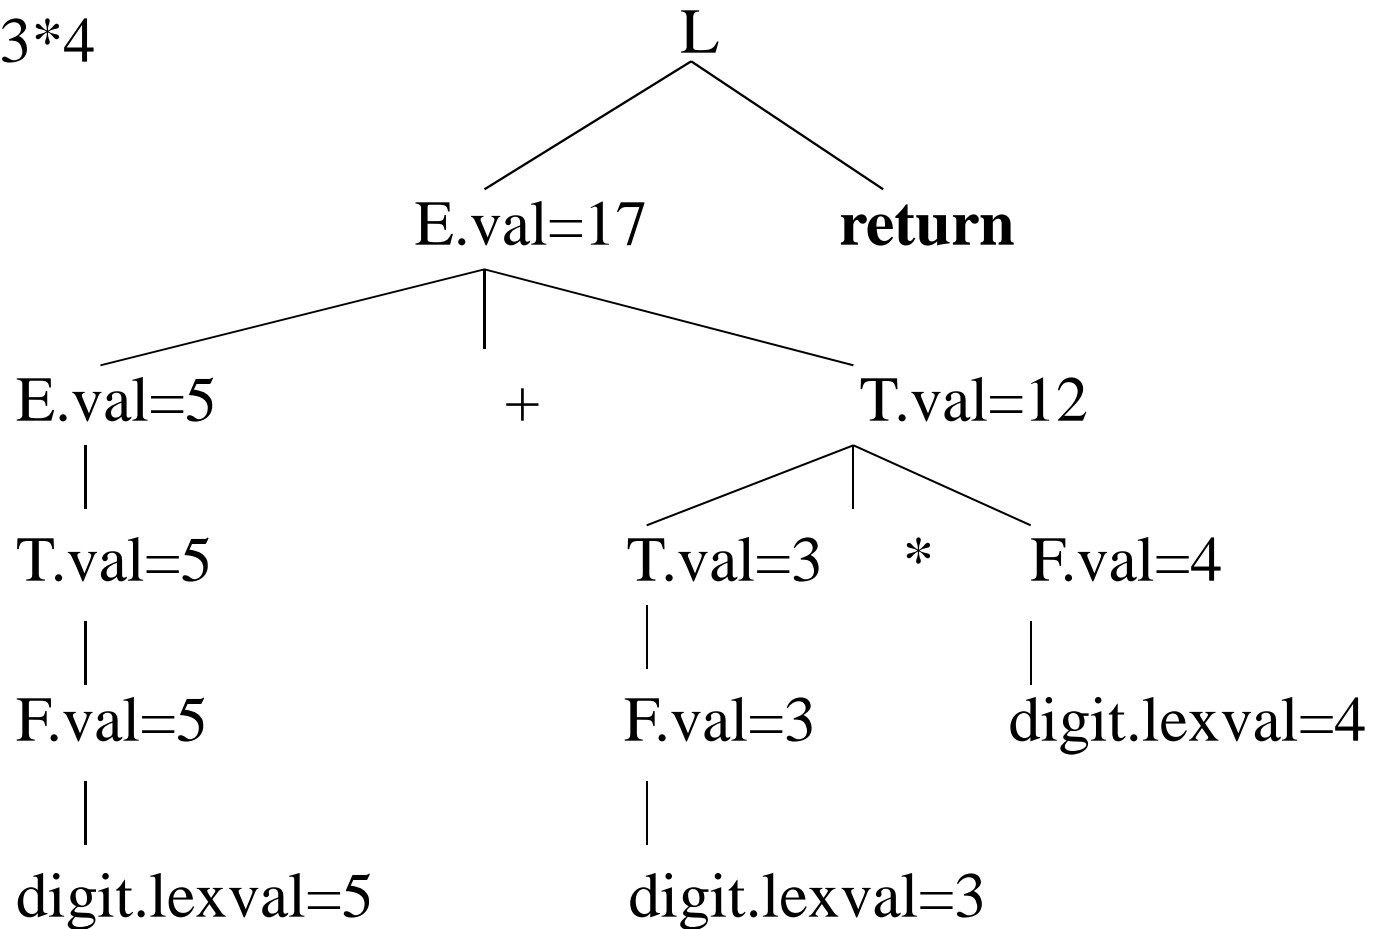 3*4 L
E.val=17 return
E.val=5 + T.val=12
T.val=5 T.val=3 * F.val=4
F.val=5 F.val=3 digit.lexval=4
digit.lexval=5 digit.lexval=3